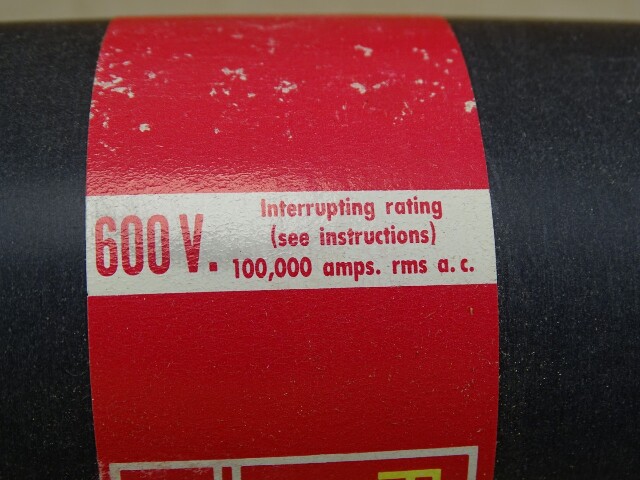 600 V.
Interrupting rating
(see instructions)
100,000 amps. rms a.c.